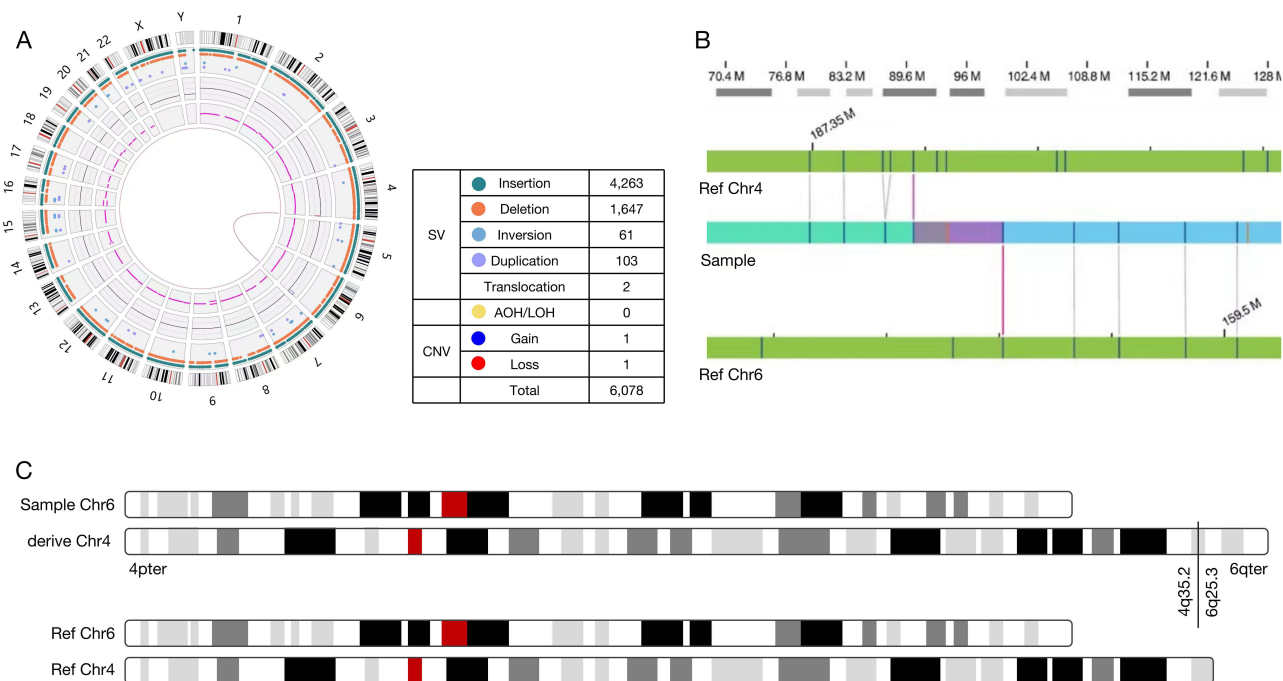 A
1
2
3
4
5
6
7
8
9
10
11
12
13
14
15
16
17
18
19
20
21
22
X
Y
SV
Insertion 4,263
Deletion 1,647
Inversion 61
Duplication 103
Translocation 2
AOH/LOH 0
CNV
Gain 1
Loss 1
Total 6,078
B
70.4 M 76.8 M 83.2 M 89.6 M 96 M 102.4 M 108.8 M 115.2 M 121.6 M 128 M
187.35 M
Ref Chr4
Sample
159.5 M
Ref Chr6
C
Sample Chr6
derive Chr4
4pter 6qter
4q35.2
6q25.3
Ref Chr6
Ref Chr4